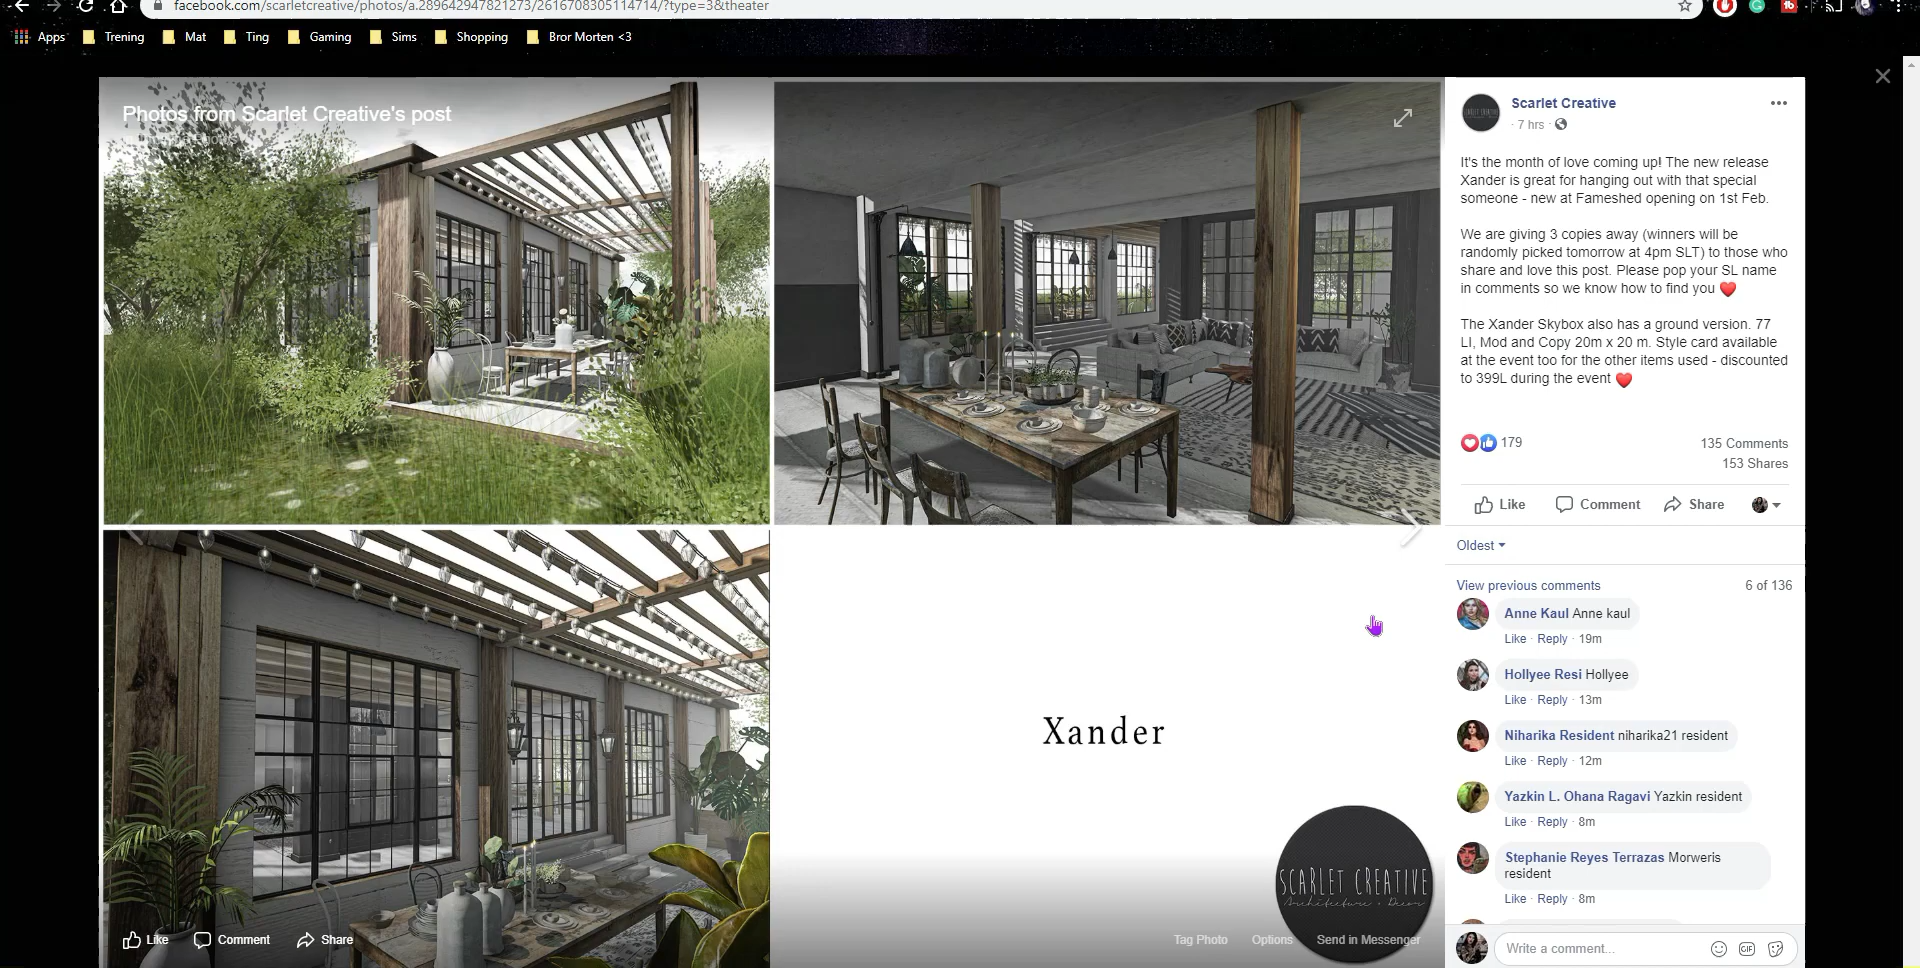 facebook.com/scarletcreative/photos/a.289642947821273/2616708305114714/?type=3&theater
Apps Trening Mat Ting Gaming Sims Shopping Bror Morten <3
Photos from Scarlet Creative's post
Scarlet Creative
· 7 hrs ·
It's the month of love coming up! The new release
Xander is great for hanging out with that special
someone - new at Fameshed opening on 1st Feb.
We are giving 3 copies away (winners will be
randomly picked tomorrow at 4pm SLT) to those who
share and love this post. Please pop your SL name
in comments so we know how to find you ❤️
The Xander Skybox also has a ground version. 77
LI, Mod and Copy 20m x 20 m. Style card available
at the event too for the other items used - discounted
to 399L during the event ❤️
179 135 Comments
153 Shares
Like Comment Share
Oldest
View previous comments 6 of 136
Anne Kaul Anne kaul
Like · Reply · 19m
Hollyee Resi Hollyee
Like · Reply · 13m
Niharika Resident niharika21 resident
Like · Reply · 12m
Yazkin L. Ohana Ragavi Yazkin resident
Like · Reply · 8m
Stephanie Reyes Terrazas Morweris
resident
Like · Reply · 8m
Write a comment...
GIF
Xander
SCARLET CREATIVE
Architecture + Decor
Like Comment Share
Tag Photo Options Send in Messenger